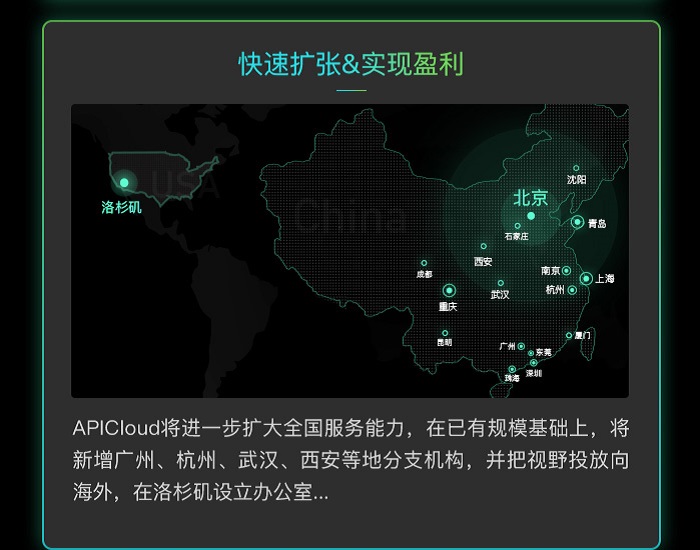 快速扩张&实现盈利
USA
China
沈阳
北京
洛杉矶
青岛
石家庄
西安
成都
南京
上海
杭州
武汉
重庆
昆明
厦门
广州
东莞
深圳
珠海
APICloud将进一步扩大全国服务能力，在已有规模基础上，将
新增广州、杭州、武汉、西安等地分支机构，并把视野投放向
海外，在洛杉矶设立办公室...